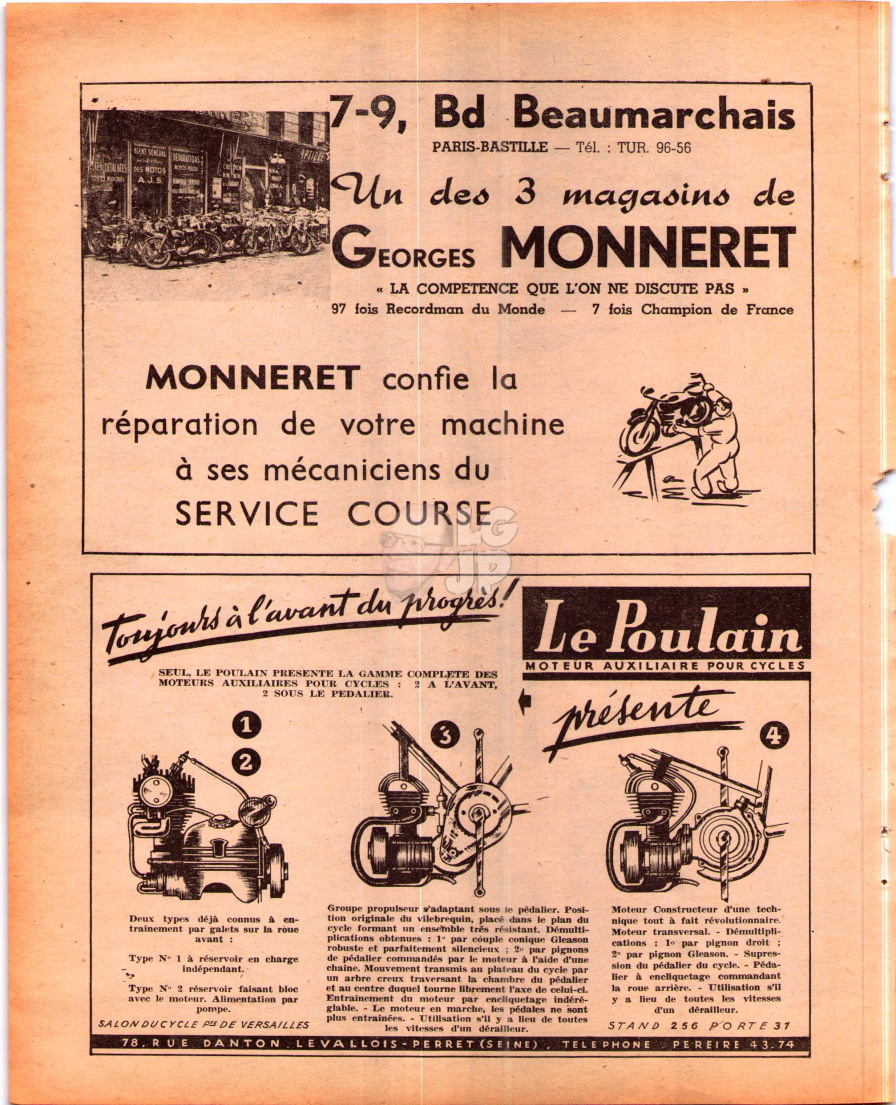 7-9, Bd Beaumarchais
PARIS-BASTILLE — Tél. : TUR. 96-56
Un des 3 magasins de
GEORGES MONNERET
« LA COMPETENCE QUE L'ON NE DISCUTE PAS »
97 fois Recordman du Monde — 7 fois Champion de France
AGENT GENERAL
DES MOTOS
A.J.S.
REPARATIONS
MONNERET confie la
réparation de votre machine
à ses mécaniciens du
SERVICE COURSE
LG
JP
Toujours à l'avant du progrès!
Le Poulain
MOTEUR AUXILIAIRE POUR CYCLES
SEUL, LE POULAIN PRESENTE LA GAMME COMPLETE DES
MOTEURS AUXILIAIRES POUR CYCLES : 2 A L'AVANT,
2 SOUS LE PEDALIER.
présente
1
2
3
4
Deux types déjà connus à en-
trainement par galets sur la roue
avant :
Type N° 1 à réservoir en charge
indépendant.
Type N° 2 réservoir faisant bloc
avec le moteur. Alimentation par
pompe.
Groupe propulseur s'adaptant sous le pédalier. Posi-
tion originale du vilebrequin, placé dans le plan du
cycle formant un ensemble très résistant. Démulti-
plications obtenues : 1° par couple conique Gleason
robuste et parfaitement silencieux ; 2° par pignons
de pédalier commandés par le moteur à l'aide d'une
chaine. Mouvement transmis au plateau du cycle par
un arbre creux traversant la chambre du pédalier
et au centre duquel tourne librement l'axe de celui-ci.
Entrainement du moteur par encliquetage indéré-
glable. - Le moteur en marche, les pédales ne sont
plus entrainées. - Utilisation s'il y a lieu de toutes
les vitesses d'un dérailleur.
Moteur Constructeur d'une tech-
nique tout à fait révolutionnaire.
Moteur transversal. - Démultipli-
cations : 1° par pignon droit ;
2° par pignon Gleason. - Supres-
sion du pédalier du cycle. - Péda-
lier à encliquetage commandant
la roue arrière. - Utilisation s'il
y a lieu de toutes les vitesses
d'un dérailleur.
SALON DU CYCLE Pte DE VERSAILLES
STAND 256 PORTE 31
78, RUE DANTON, LEVALLOIS-PERRET (SEINE). TELEPHONE PEREIRE 43.74